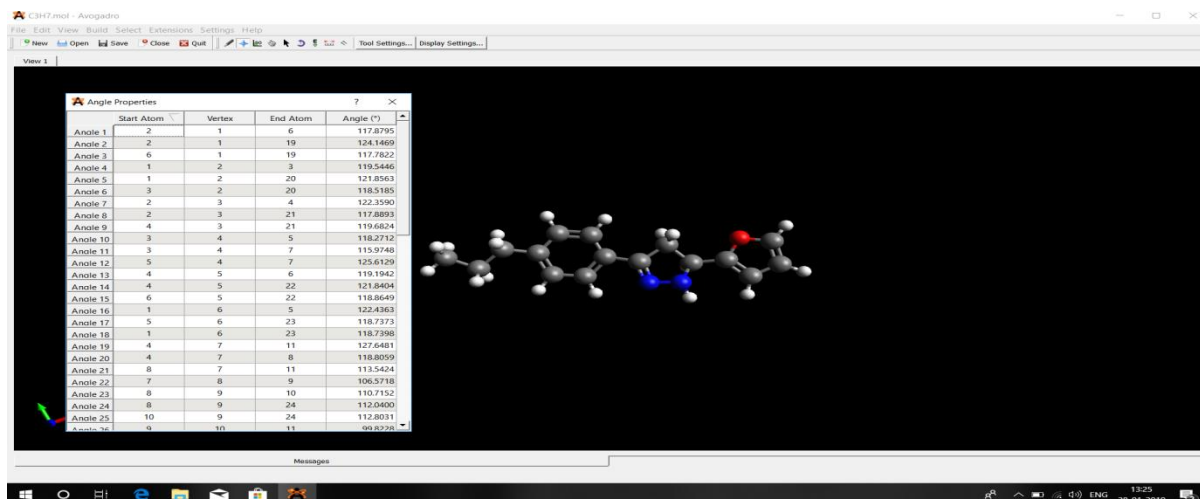 C3H7.mol - Avogadro
File Edit View Build Select Extensions Settings Help
New Open Save Close Quit Tool Settings... Display Settings...
View 1
Angle Properties ? ×
Start Atom Vertex End Atom Angle (°)
Angle 1 2 1 6 117.8795
Angle 2 2 1 19 124.1469
Angle 3 6 1 19 117.7822
Angle 4 1 2 3 119.5446
Angle 5 1 2 20 121.8563
Angle 6 3 2 20 118.5185
Angle 7 2 3 4 122.3590
Angle 8 2 3 21 117.8893
Angle 9 4 3 21 119.6824
Angle 10 3 4 5 118.2712
Angle 11 3 4 7 115.9748
Angle 12 5 4 7 125.6129
Angle 13 4 5 6 119.1942
Angle 14 4 5 22 121.8404
Angle 15 6 5 22 118.8649
Angle 16 1 6 5 122.4363
Angle 17 5 6 23 118.7373
Angle 18 1 6 23 118.7398
Angle 19 4 7 11 127.6481
Angle 20 4 7 8 118.8059
Angle 21 8 7 11 113.5424
Angle 22 7 8 9 106.5718
Angle 23 8 9 10 110.7152
Angle 24 8 9 24 112.0400
Angle 25 10 9 24 112.8031
Angle 26 9 10 11 99.8228
Messages
ENG 13:25